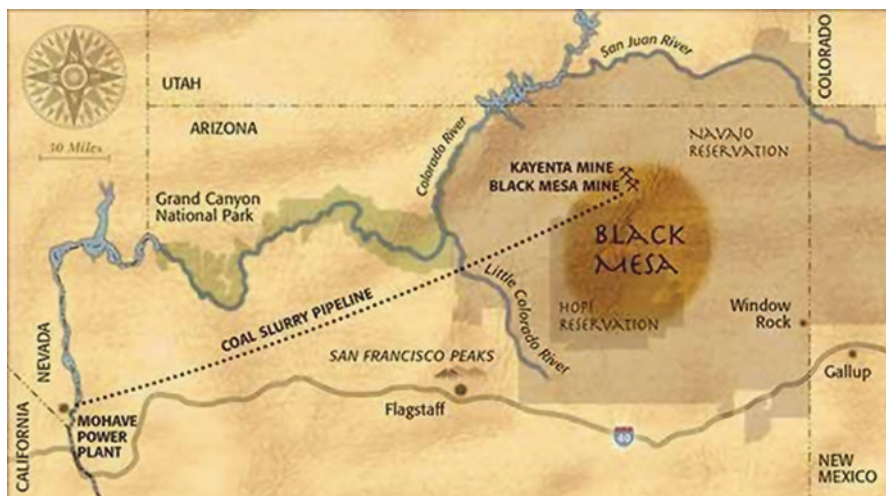 UTAH
ARIZONA
COLORADO
San Juan River
Colorado River
30 Miles
NAVAJO
RESERVATION
KAYENTA MINE
BLACK MESA MINE
Grand Canyon
National Park
BLACK
MESA
Little Colorado River
HOPI
RESERVATION
Window
Rock
COAL SLURRY PIPELINE
NEVADA
SAN FRANCISCO PEAKS
Gallup
Flagstaff
CALIFORNIA
MOHAVE
POWER
PLANT
40
NEW
MEXICO